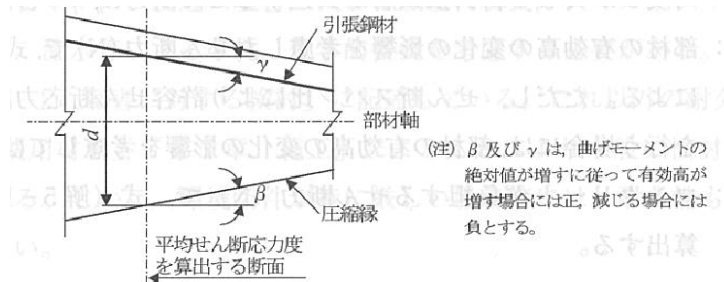 引張鋼材
γ
d
部材軸
β
圧縮縁
平均せん断応力度
を算出する断面
(注) β及びγは，曲げモーメントの
絶対値が増すに従って有効高が
増す場合には正，減じる場合には
負とする。